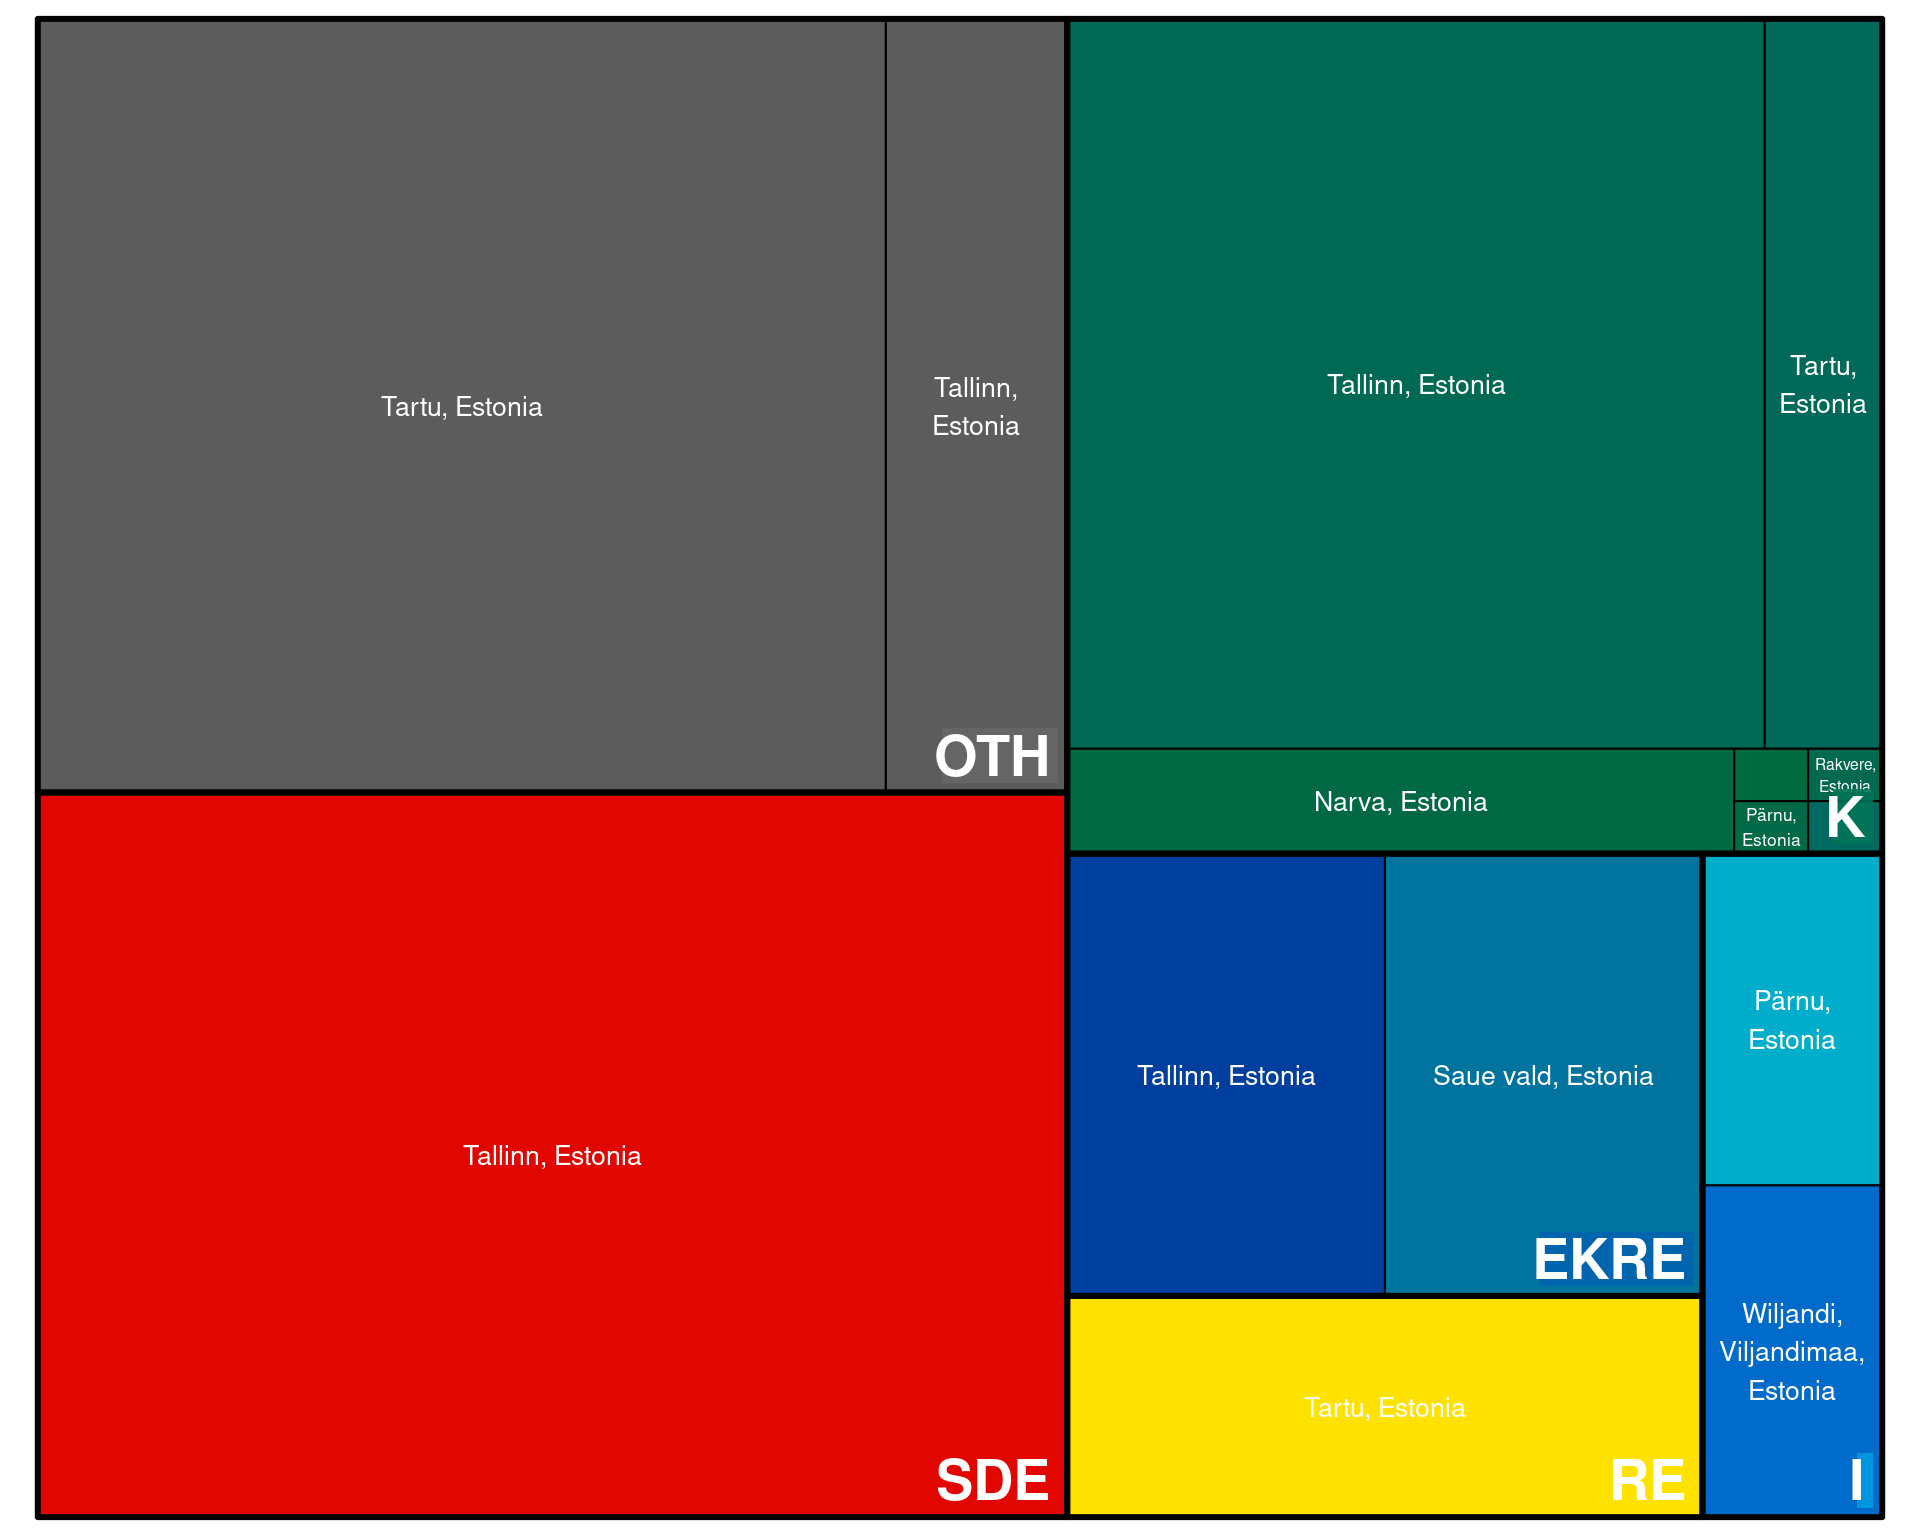 Tartu, Estonia
Tallinn,
Estonia
OTH
Tallinn, Estonia
Tartu,
Estonia
Narva, Estonia
Rakvere,
Estonia
Pärnu,
Estonia
K
Tallinn, Estonia
SDE
Tallinn, Estonia
Saue vald, Estonia
EKRE
Pärnu,
Estonia
Wiljandi,
Viljandimaa,
Estonia
I
Tartu, Estonia
RE